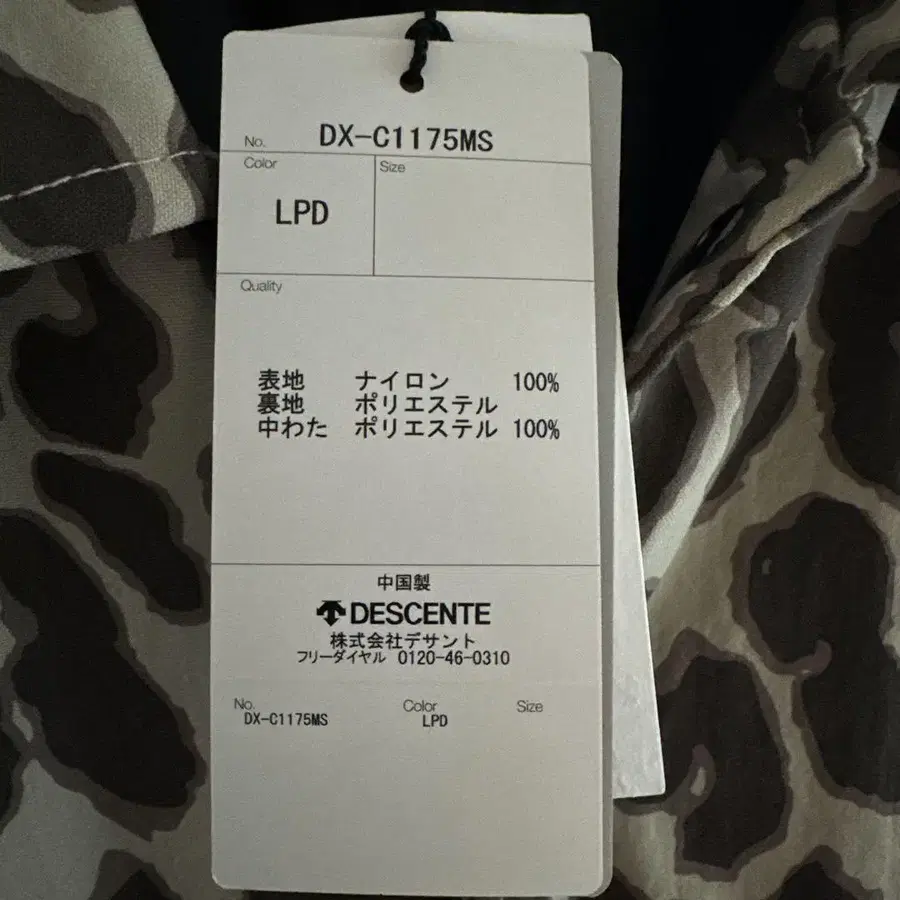 No. DX-C1175MS
Color Size
LPD
Quality
表地 ナイロン 100%
裏地 ポリエステル
中わた ポリエステル 100%
中国製
DESCENTE
株式会社デサント
フリーダイヤル 0120-46-0310
No. Color Size
DX-C1175MS LPD